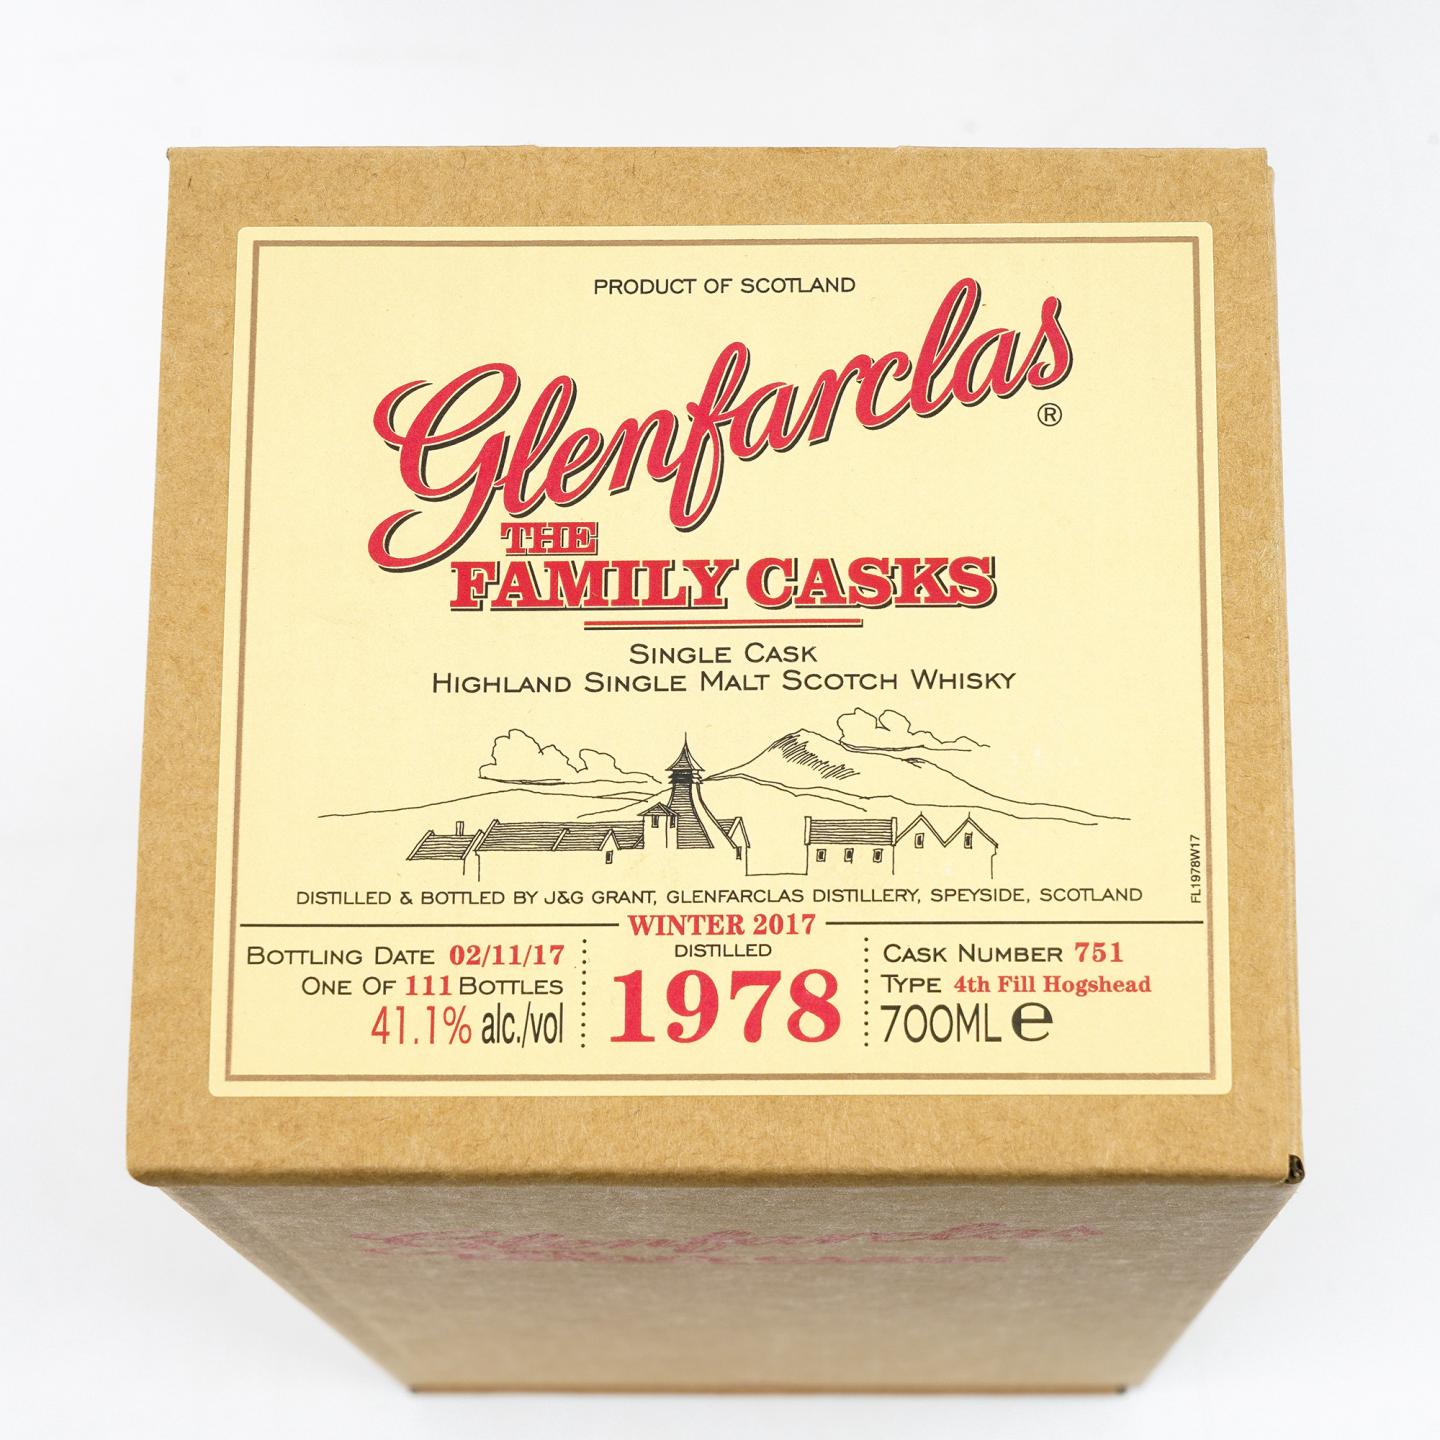 PRODUCT OF SCOTLAND
Glenfarclas ®
THE
FAMILY CASKS
SINGLE CASK
HIGHLAND SINGLE MALT SCOTCH WHISKY
DISTILLED & BOTTLED BY J&G GRANT, GLENFARCLAS DISTILLERY, SPEYSIDE, SCOTLAND
FL1978W17
WINTER 2017
BOTTLING DATE 02/11/17
ONE OF 111 BOTTLES
41.1% alc./vol
DISTILLED
1978
CASK NUMBER 751
TYPE 4th Fill Hogshead
700ML e
Glenfarclas